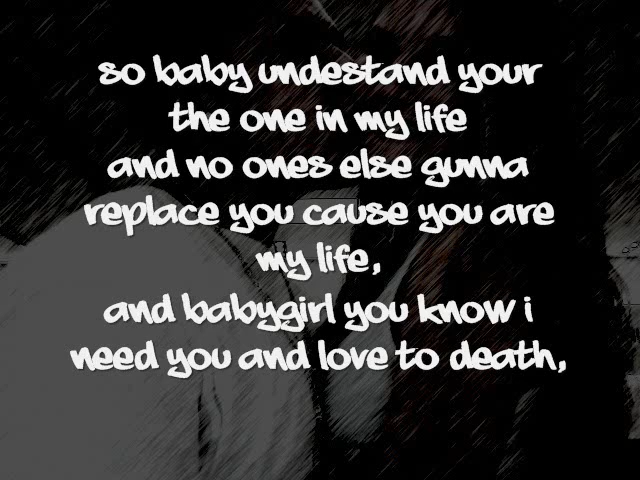 so baby undestand your
the one in my life
and no ones else gunna
replace you cause you are
my life,
and babygirl you know i
need you and love to death,